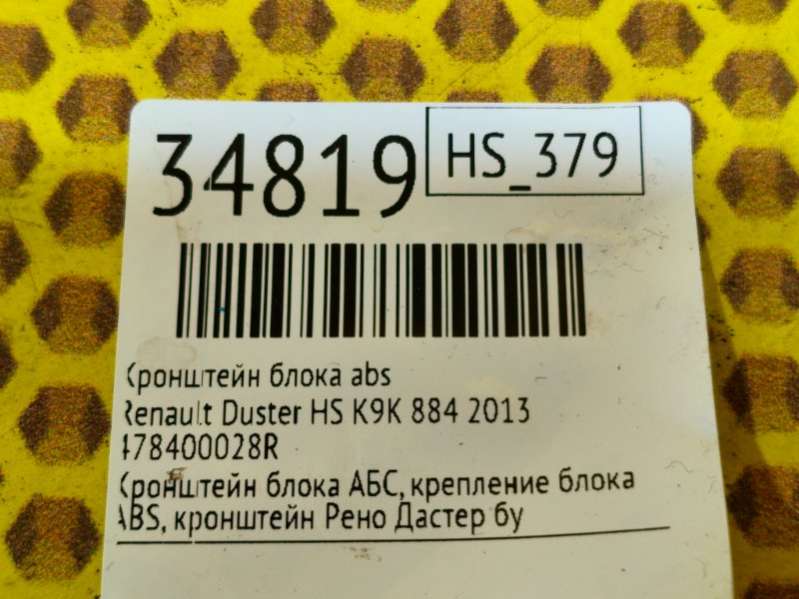 34819
HS_379
Кронштейн блока abs
Renault Duster HS K9K 884 2013
478400028R
Кронштейн блока АБС, крепление блока
ABS, кронштейн Рено Дастер бу